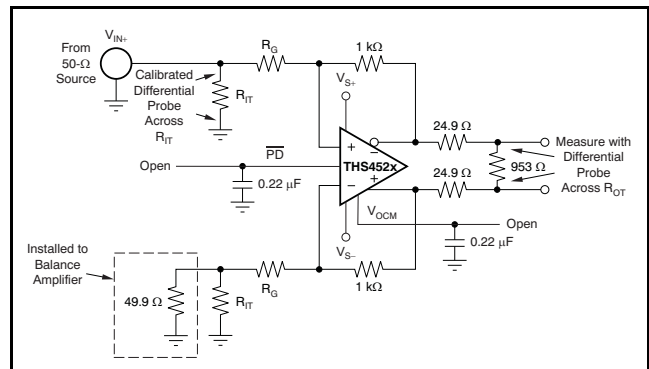 V_IN+
From
50-Ω
Source
R_G
1 kΩ
Calibrated
Differential
Probe
Across
R_IT
R_IT
V_S+
24.9 Ω
Measure with
Differential
Probe
Across R_OT
953 Ω
PD
Open
0.22 μF
+
−
THS452x
−
+
24.9 Ω
V_OCM
Open
0.22 μF
V_S−
Installed to
Balance
Amplifier
49.9 Ω
R_IT
R_G
1 kΩ